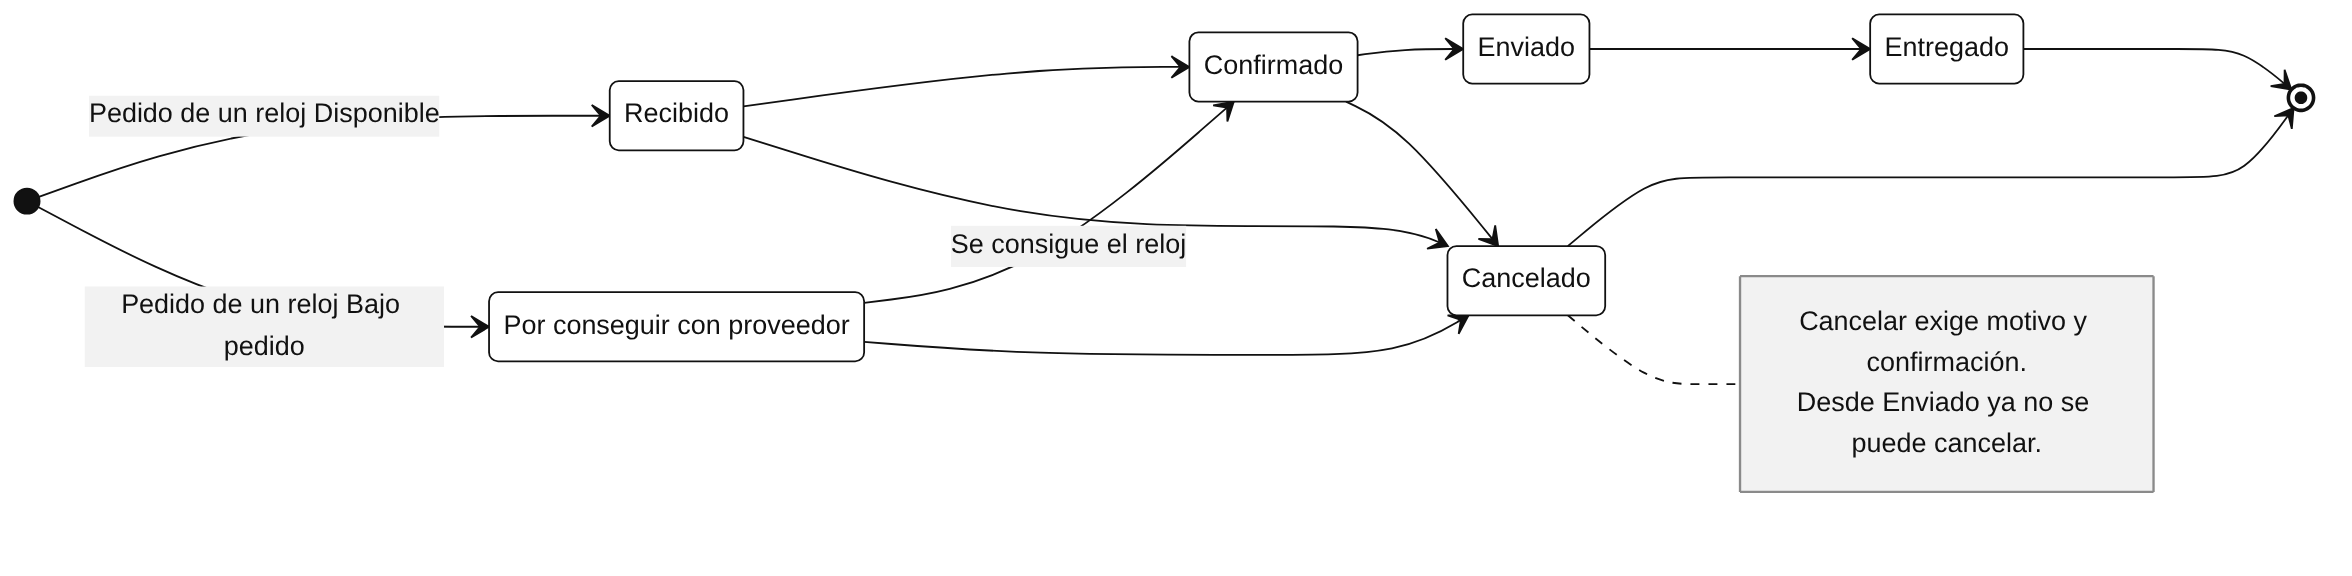 Pedido de un reloj Disponible
Recibido
Confirmado
Enviado
Entregado
Se consigue el reloj
Pedido de un reloj Bajo
pedido
Por conseguir con proveedor
Cancelado
Cancelar exige motivo y
confirmación.
Desde Enviado ya no se
puede cancelar.